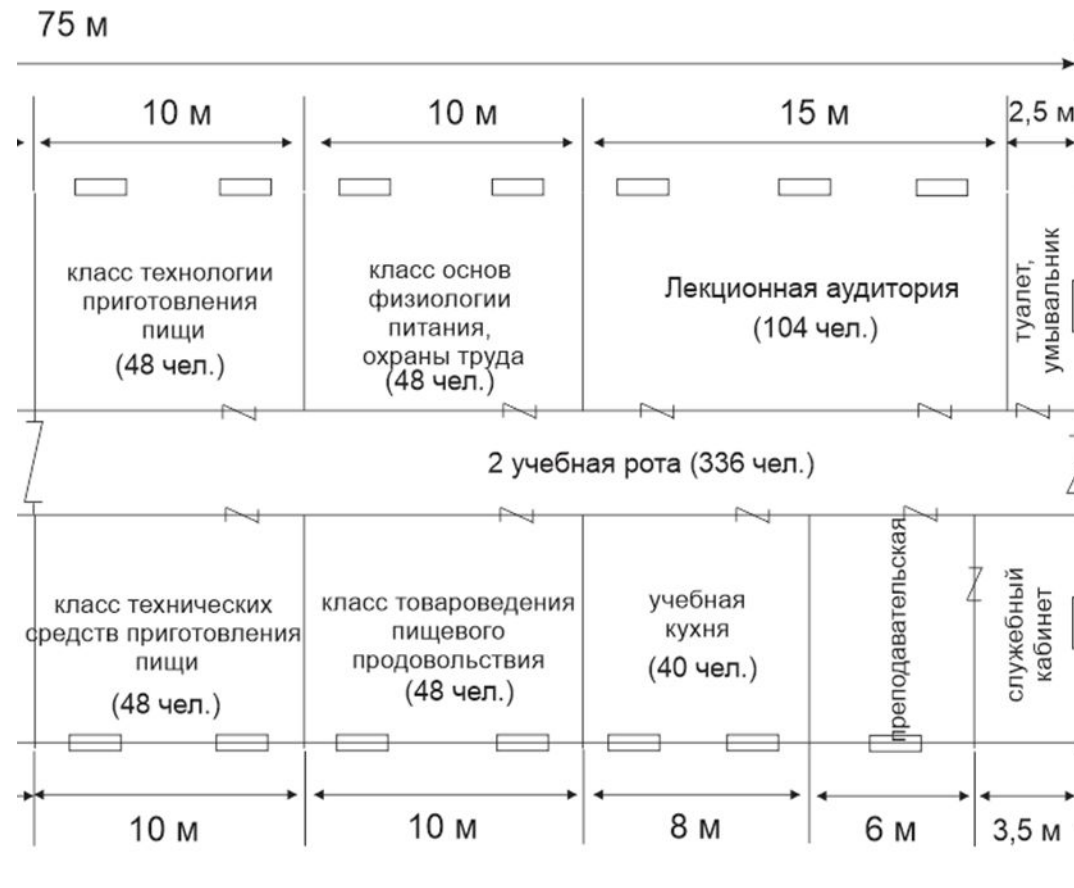 75 м
10 м
10 м
15 м
2,5 м
класс технологии
приготовления
пищи
(48 чел.)
класс основ
физиологии
питания,
охраны труда
(48 чел.)
Лекционная аудитория
(104 чел.)
туалет,
умывальник
2 учебная рота (336 чел.)
класс технических
средств приготовления
пищи
(48 чел.)
класс товароведения
пищевого
продовольствия
(48 чел.)
учебная
кухня
(40 чел.)
преподавательская
служебный
кабинет
10 м
10 м
8 м
6 м
3,5 м